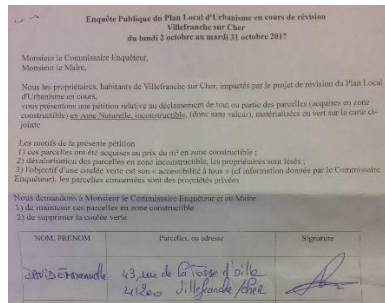 Enquête Publique du Plan Local d'Urbanisme en cours de révision
Villefranche sur Cher
du lundi 2 octobre au mardi 31 octobre 2017
Monsieur le Commissaire Enquêteur,
Monsieur le Maire,
Nous les propriétaires, habitants de Villefranche sur Cher, impactés par le projet de révision du Plan Local
d'Urbanisme en cours,
vous présentons une pétition relative au déclassement de tout ou partie des parcelles (acquises en zone
constructible) en zone Naturelle, inconstructible, (donc sans valeur), matérialisées en vert sur la carte ci-
jointe
Les motifs de la présente pétition
1) ces parcelles ont été acquises au prix du m² en zone constructible ;
2) dévalorisation des parcelles en zone inconstructible, les propriétaires sont lésés ;
3) l'objectif d'une coulée verte est son « accessibilité à tous » (cf information donnée par le Commissaire
Enquêteur), les parcelles concernées sont des propriétés privées
Nous demandons à Monsieur le Commissaire Enquêteur et au Maire
1) de maintenir ces parcelles en zone constructible
2) de supprimer la coulée verte
NOM, PRENOM Parcelles, ou adresse Signature
Emmanuelle 43, rue de la fosse d'
41200 Villefranche /Cher